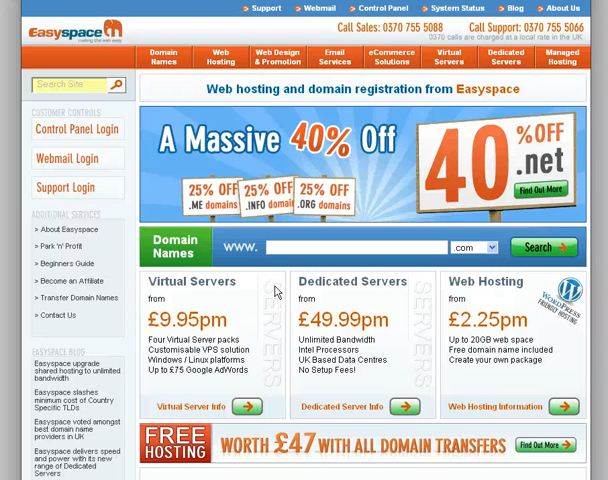 Support
Webmail
Control Panel
System Status
Blog
About Us
Easyspace
making the web easy
Call Sales: 0370 755 5088
Call Support: 0370 755 5066
0370 calls are charged at a local rate in the UK
Domain Names
Web Hosting
Web Design & Promotion
Email Services
eCommerce Solutions
Virtual Servers
Dedicated Servers
Managed Hosting
Search Site
Web hosting and domain registration from Easyspace
CUSTOMER CONTROLS
Control Panel Login
Webmail Login
Support Login
A Massive 40% Off
25% OFF
.ME domains
25% OFF
.INFO domains
25% OFF
.ORG domains
40% OFF
.net
Find Out More
ADDITIONAL SERVICES
> About Easyspace
> Park 'n' Profit
> Beginners Guide
> Become an Affiliate
> Transfer Domain Names
> Contact Us
Domain Names
www.
.com
Search
Virtual Servers
from
£9.95pm
Four Virtual Server packs
Customisable VPS solution
Windows / Linux platforms
Up to £75 Google AdWords
Virtual Server Info
SERVERS
Dedicated Servers
from
£49.99pm
Unlimited Bandwidth
Intel Processors
UK Based Data Centres
No Setup Fees!
Dedicated Server Info
SERVERS
Web Hosting
from
£2.25pm
Up to 20GB web space
Free domain name included
Create your own package
Web Hosting Information
WORDPRESS
FRIENDLY HOSTING
EASYSPACE BLOG
Easyspace upgrade
shared hosting to unlimited
bandwidth
Easyspace slashes
minimum cost of Country
Specific TLDs
Easyspace voted amongst
best domain name
providers in UK
Easyspace delivers speed
and power with its new
range of Dedicated
Servers
FREE HOSTING
WORTH £47 WITH ALL DOMAIN TRANSFERS
Find Out More